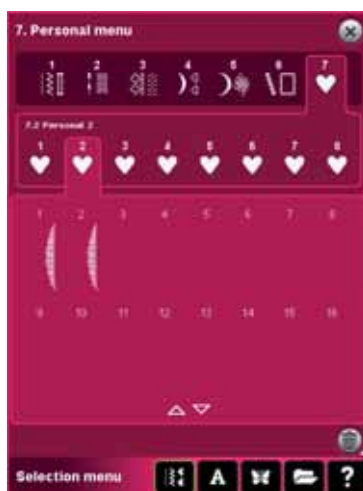 7. Personal menu
1 2 3 4 5 6 7
7.2 Personal 2
1 2 3 4 5 6 7 8
1 2 3 4 5 6 7 8
9 10 11 12 13 14 15 16
Selection menu A ?